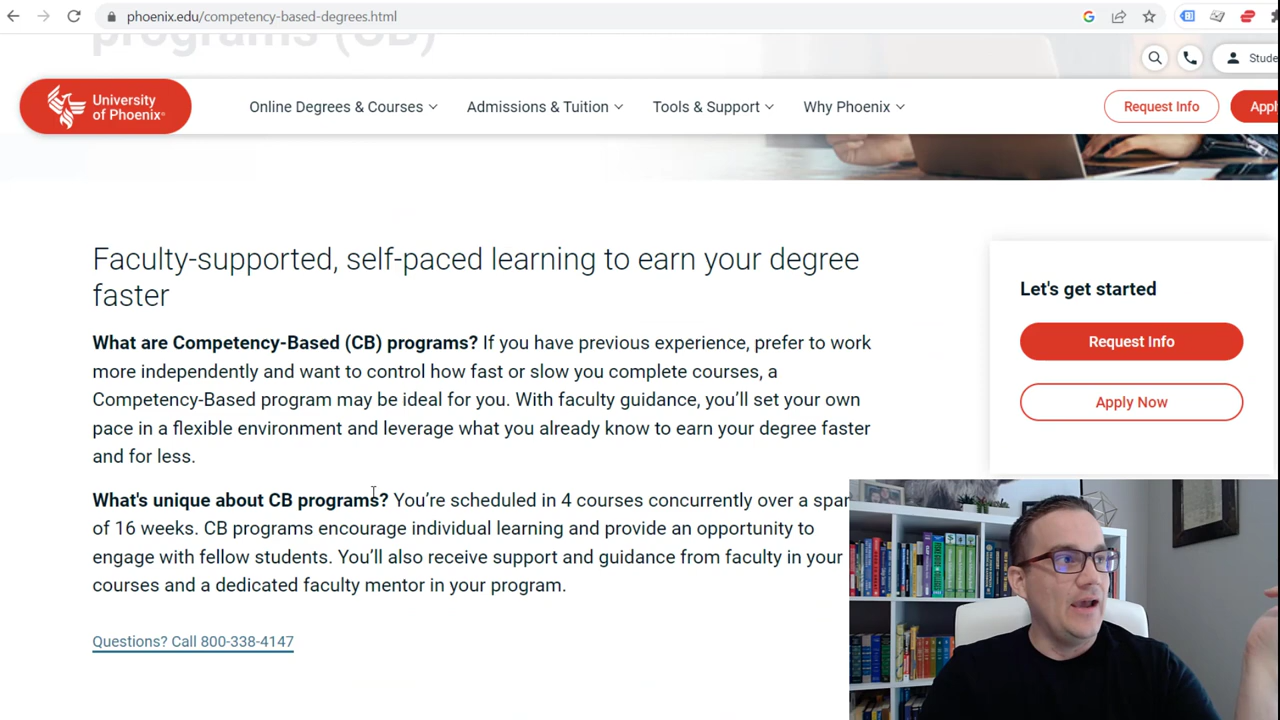 phoenix.edu/competency-based-degrees.html
programs (CB)
University
of Phoenix
Online Degrees & Courses
Admissions & Tuition
Tools & Support
Why Phoenix
Request Info
Faculty-supported, self-paced learning to earn your degree
faster
What are Competency-Based (CB) programs? If you have previous experience, prefer to work
more independently and want to control how fast or slow you complete courses, a
Competency-Based program may be ideal for you. With faculty guidance, you’ll set your own
pace in a flexible environment and leverage what you already know to earn your degree faster
and for less.
What's unique about CB programs? You’re scheduled in 4 courses concurrently over a span
of 16 weeks. CB programs encourage individual learning and provide an opportunity to
engage with fellow students. You’ll also receive support and guidance from faculty in your
courses and a dedicated faculty mentor in your program.
Questions? Call 800-338-4147
Let's get started
Request Info
Apply Now